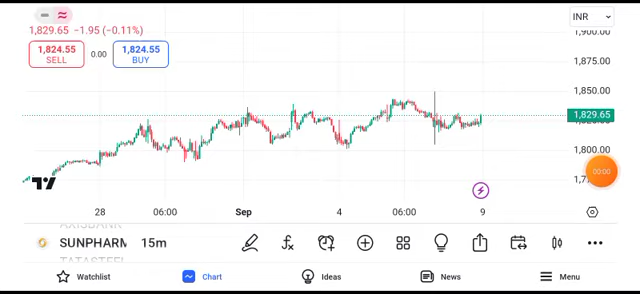 INR
1,900.00
1,829.65 −1.95 (−0.11%)
1,824.55 0.00 1,824.55
SELL BUY
1,875.00
1,850.00
1,829.65
1,800.00
00:00
28 06:00 Sep 4 06:00 9
AXISBANK
SUNPHARM 15m
TATASTEEL
Watchlist Chart Ideas News Menu